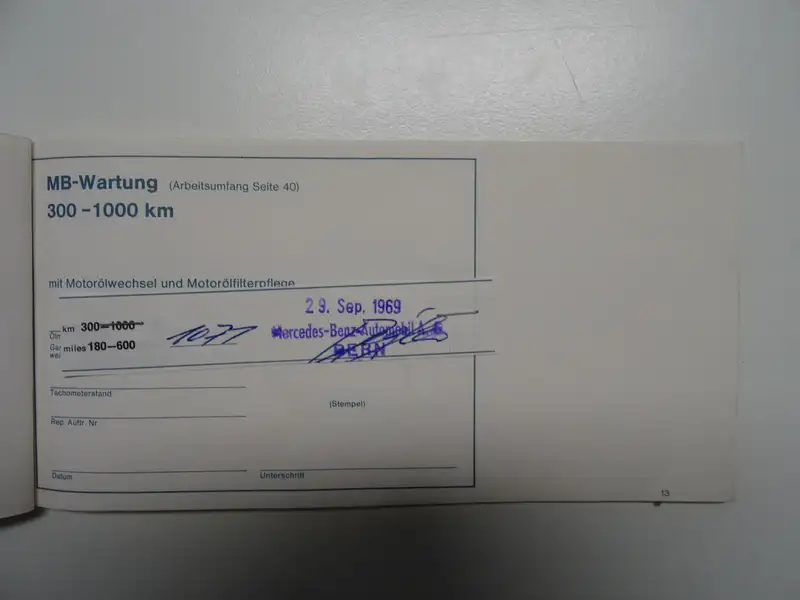 MB-Wartung (Arbeitsumfang Seite 40)
300 - 1000 km
mit Motorölwechsel und Motorölfilterpflege
29. Sep. 1969
km 300-1000
1071
Mercedes-Benz Automobil A. G.
miles 180-600
BERN
Tachometerstand
(Stempel)
Rep. Auftr. Nr
Datum
Unterschrift
13